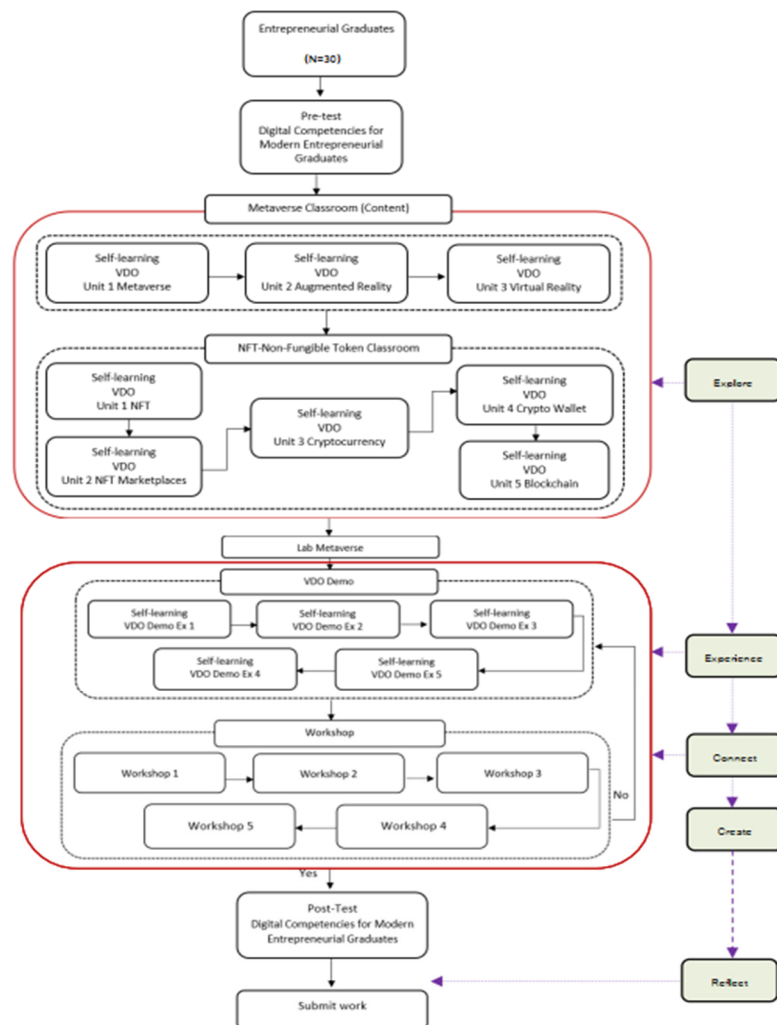 Entrepreneurial Graduates
(N=30)
Pre-test
Digital Competencies for
Modern Entrepreneurial
Graduates
Metaverse Classroom (Content)
Self-learning
VDO
Unit 1 Metaverse
Self-learning
VDO
Unit 2 Augmented Reality
Self-learning
VDO
Unit 3 Virtual Reality
NFT-Non-Fungible Token Classroom
Self-learning
VDO
Unit 1 NFT
Self-learning
VDO
Unit 2 NFT Marketplaces
Self-learning
VDO
Unit 3 Cryptocurrency
Self-learning
VDO
Unit 4 Crypto Wallet
Self-learning
VDO
Unit 5 Blockchain
Explore
Lab Metaverse
VDO Demo
Self-learning
VDO Demo Ex 1
Self-learning
VDO Demo Ex 2
Self-learning
VDO Demo Ex 3
Self-learning
VDO Demo Ex 4
Self-learning
VDO Demo Ex 5
Experience
Workshop
Workshop 1
Workshop 2
Workshop 3
Workshop 5
Workshop 4
No
Connect
Create
Yes
Post-Test
Digital Competencies for Modern
Entrepreneurial Graduates
Reflect
Submit work